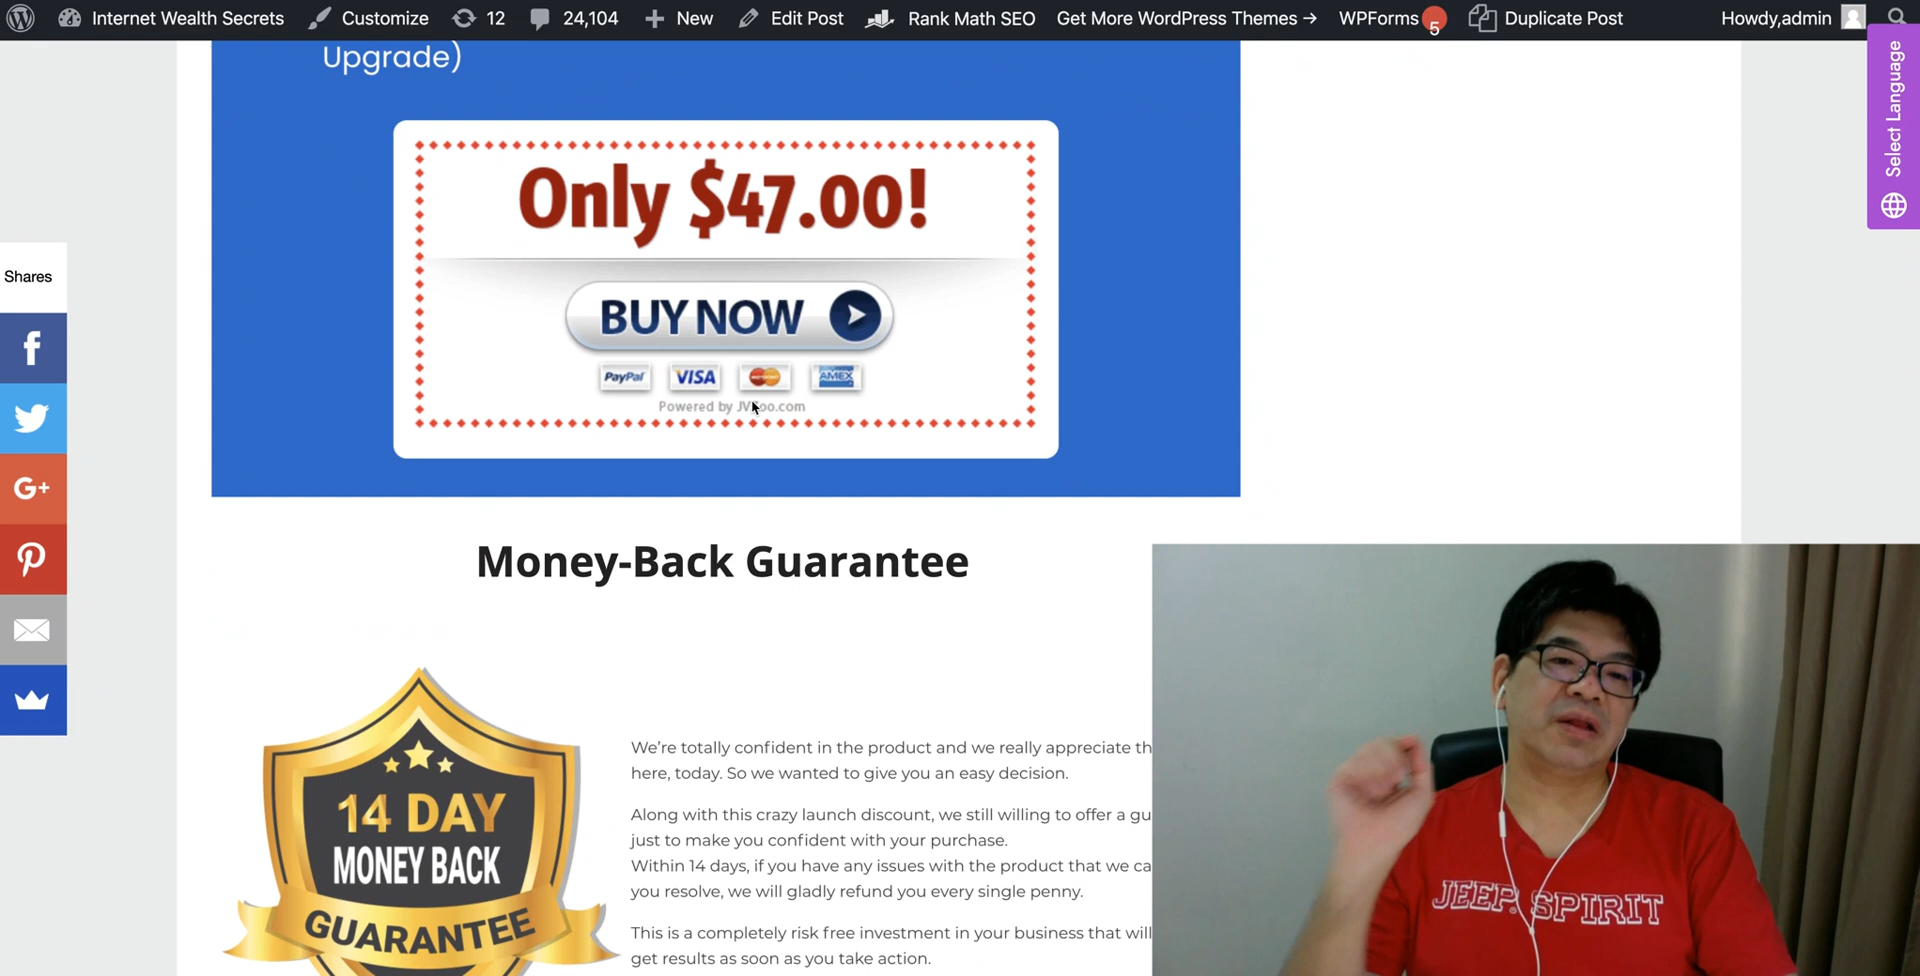 Internet Wealth Secrets Customize 12 24,104 New Edit Post Rank Math SEO Get More WordPress Themes → WPForms 5 Duplicate Post Howdy,admin
Select Language
Upgrade)
Only $47.00!
BUY NOW
PayPal VISA MasterCard AMEX
Powered by JVZoo.com
Shares
f
G+
Money-Back Guarantee
14 DAY
MONEY BACK
GUARANTEE
We're totally confident in the product and we really appreciate th
here, today. So we wanted to give you an easy decision.
Along with this crazy launch discount, we still willing to offer a gu
just to make you confident with your purchase.
Within 14 days, if you have any issues with the product that we ca
you resolve, we will gladly refund you every single penny.
This is a completely risk free investment in your business that will
get results as soon as you take action.
JEEP SPIRIT